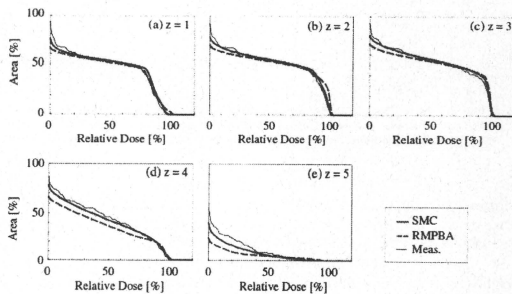 (a) z = 1
(b) z = 2
(c) z = 3
Area [%]
100
50
0
0 50 100
Relative Dose [%]
0 50 100
Relative Dose [%]
0 50 100
Relative Dose [%]
(d) z = 4
(e) z = 5
Area [%]
100
50
0
0 50 100
Relative Dose [%]
0 50 100
Relative Dose [%]
SMC
RMPBA
Meas.